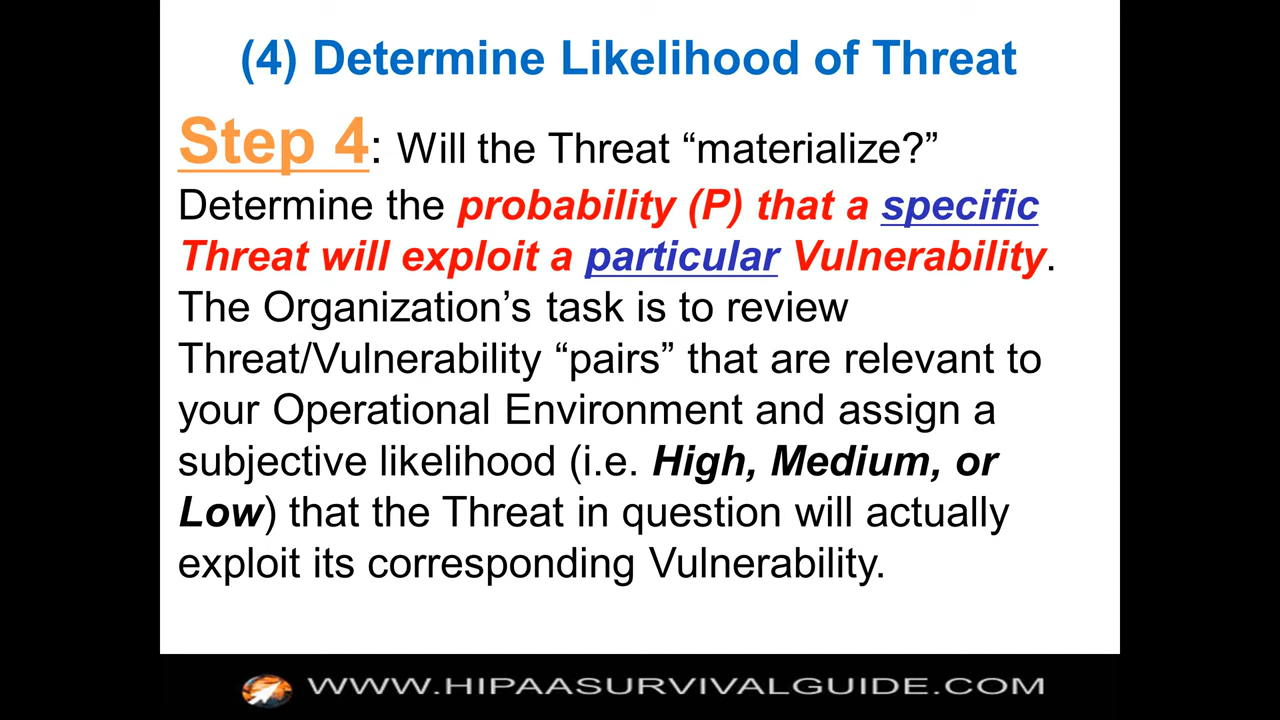 (4) Determine Likelihood of Threat
Step 4: Will the Threat “materialize?”
Determine the probability (P) that a specific
Threat will exploit a particular Vulnerability.
The Organization’s task is to review
Threat/Vulnerability “pairs” that are relevant to
your Operational Environment and assign a
subjective likelihood (i.e. High, Medium, or
Low) that the Threat in question will actually
exploit its corresponding Vulnerability.
WWW.HIPAASURVIVALGUIDE.COM